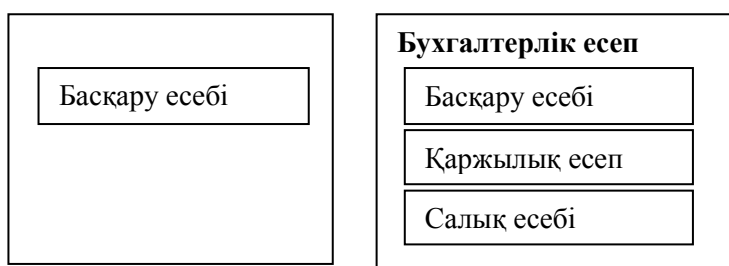 Басқару есебі
Бухгалтерлік есеп
Басқару есебі
Қаржылық есеп
Салық есебі